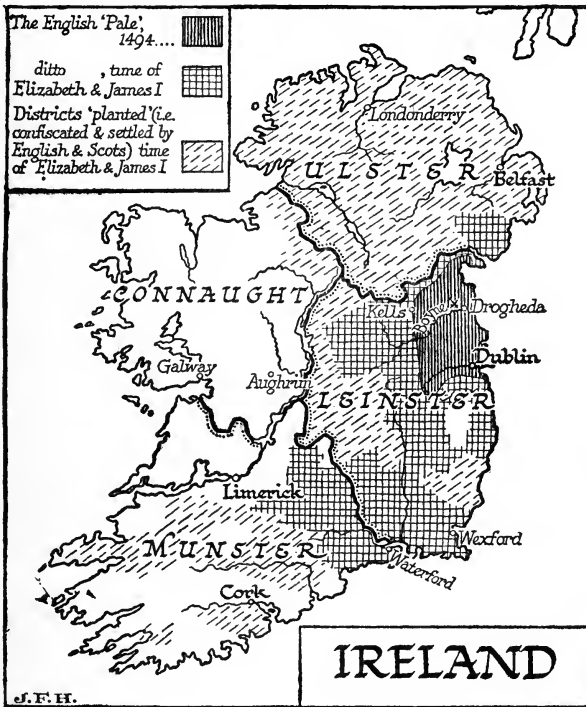 The English 'Pale',
1494....
ditto , time of
Elizabeth & James I
Districts 'planted' (i.e.
confiscated & settled by
English & Scots) time
of Elizabeth & James I
Londonderry
ULSTER
Belfast
CONNAUGHT
Kells
Boyne
Drogheda
Galway
Aughrim
Dublin
LEINSTER
Limerick
MUNSTER
Wexford
Waterford
Cork
IRELAND
J.F.H.